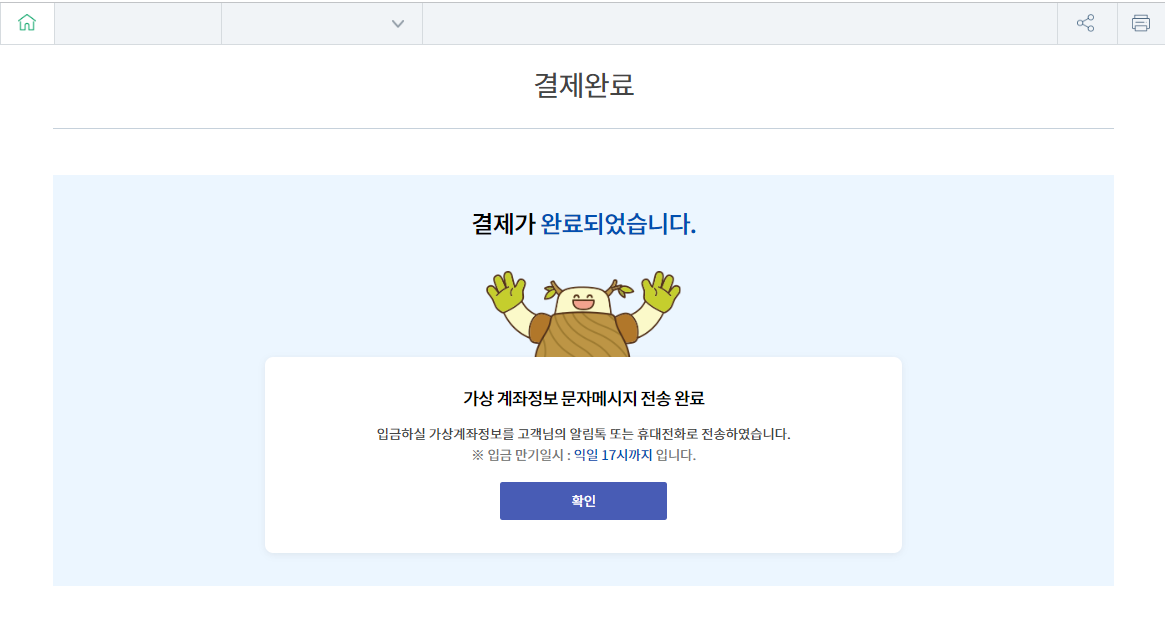 결제완료
결제가 완료되었습니다.
가상 계좌정보 문자메시지 전송 완료
입금하실 가상계좌정보를 고객님의 알림톡 또는 휴대전화로 전송하였습니다.
※ 입금 만기일시 : 익일 17시까지 입니다.
확인